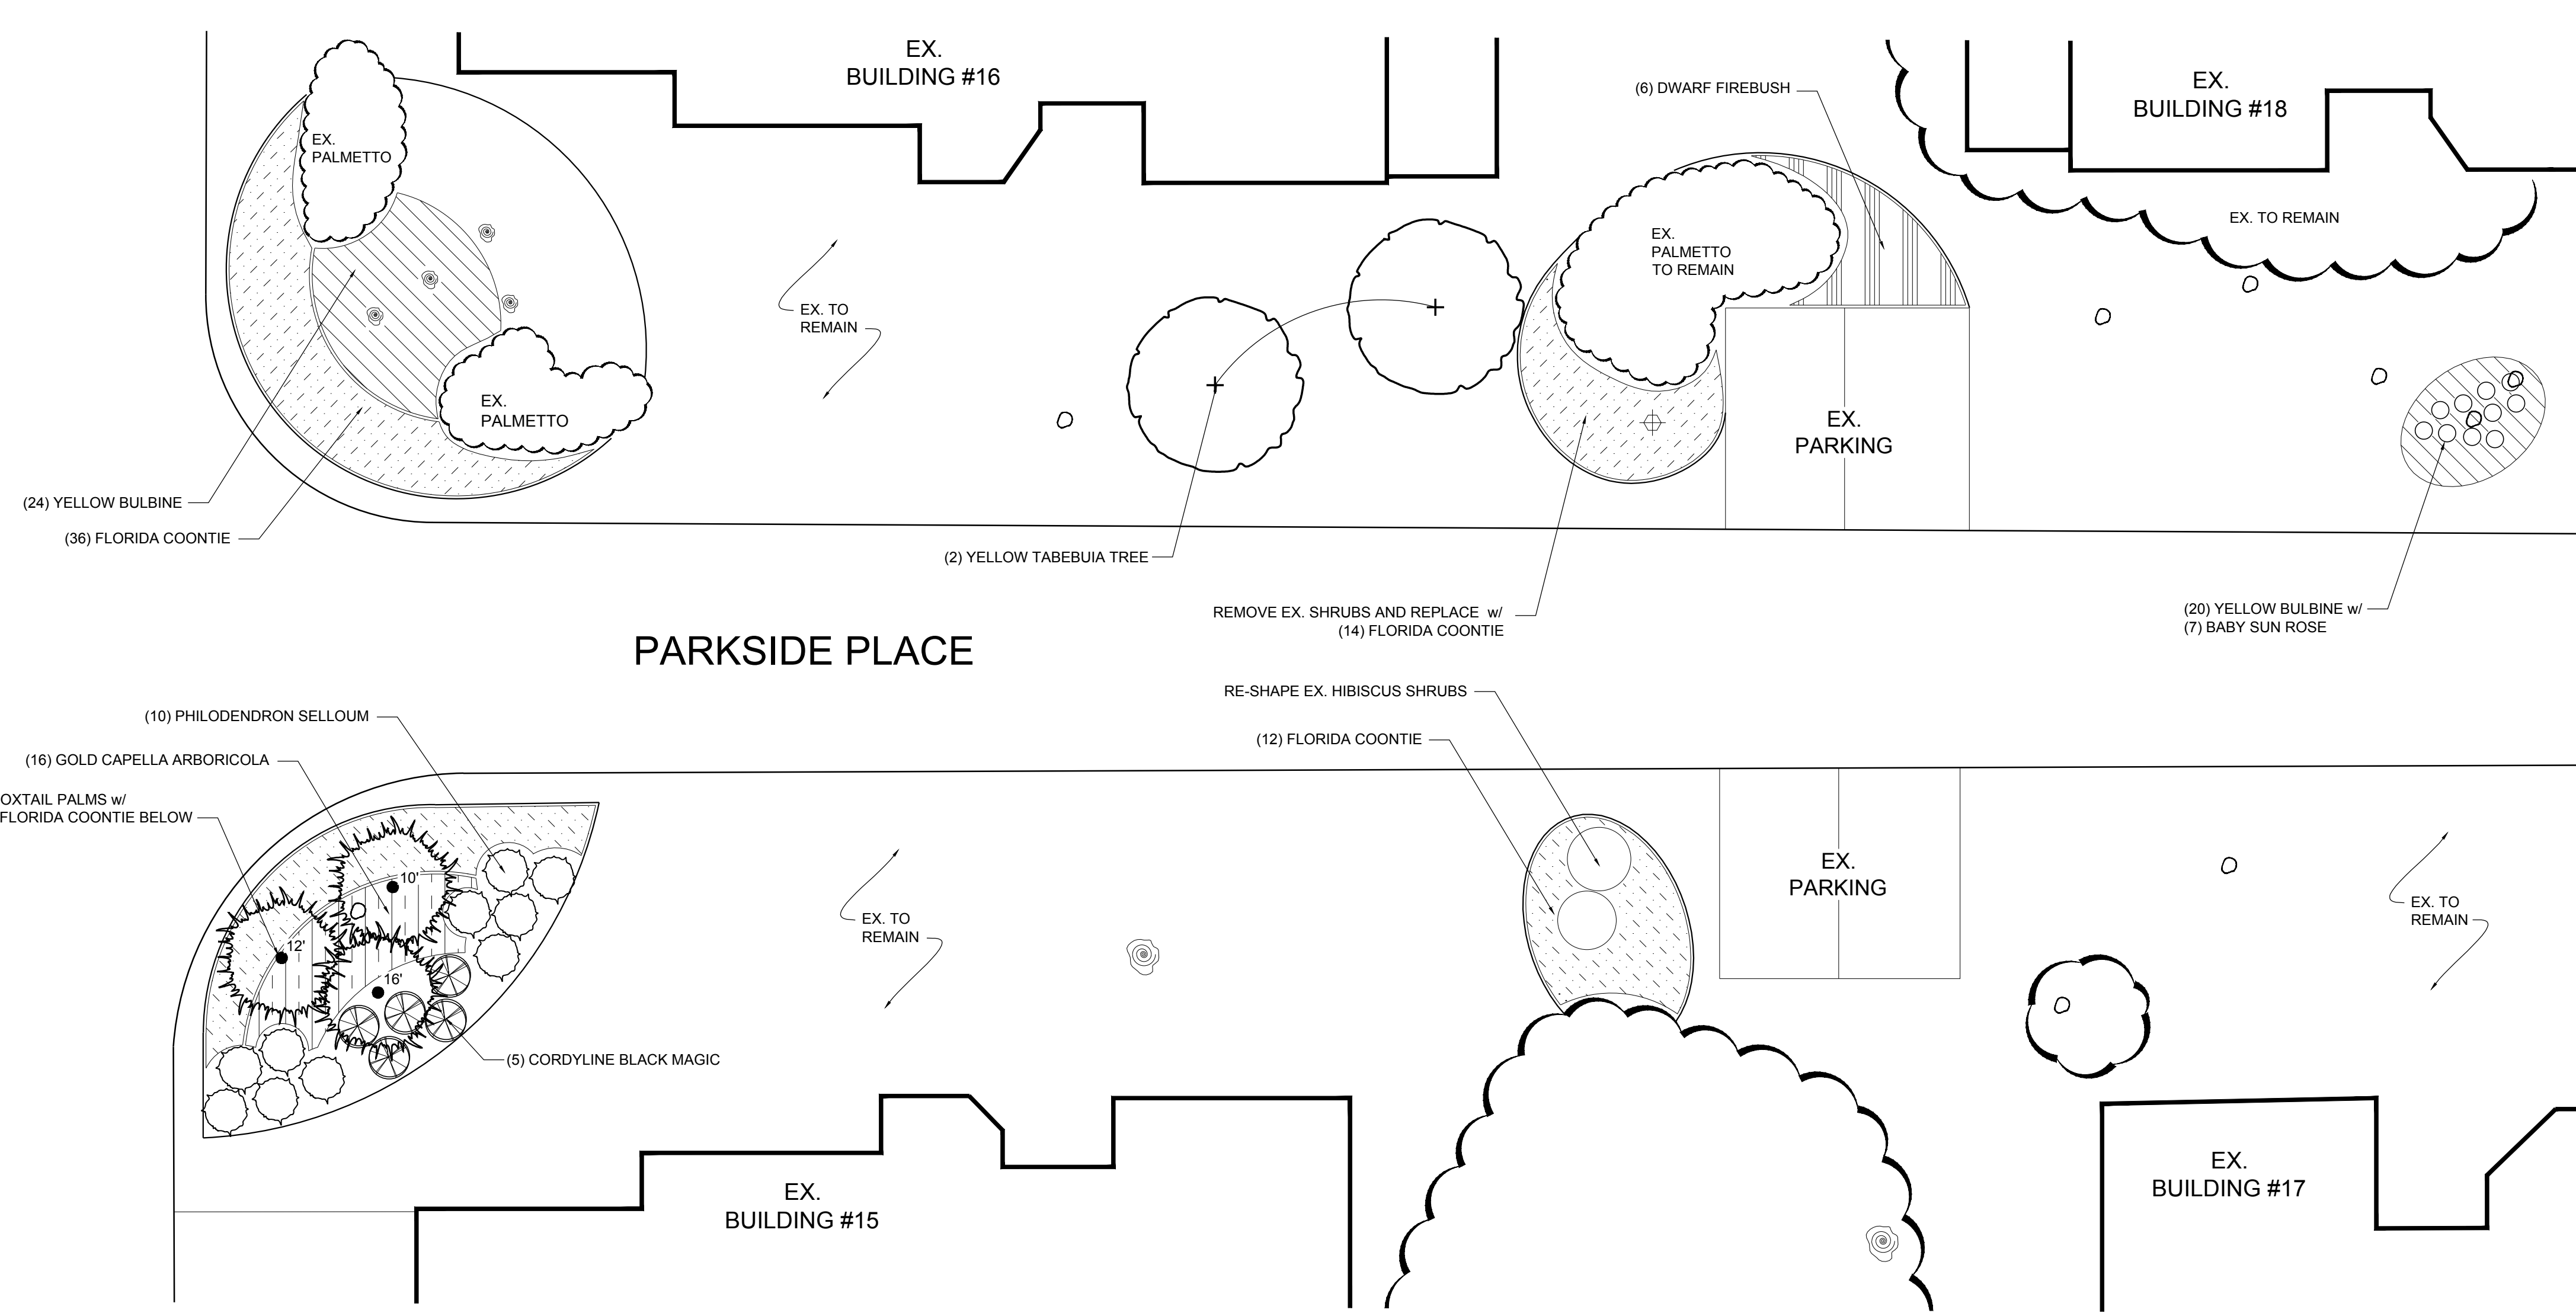 EX.
BUILDING #16
(6) DWARF FIREBUSH
EX.
BUILDING #18
EX.
PALMETTO
EX. TO REMAIN
EX.
PALMETTO
TO REMAIN
EX. TO
REMAIN
EX.
PALMETTO
EX.
PARKING
(24) YELLOW BULBINE
(36) FLORIDA COONTIE
(2) YELLOW TABEBUIA TREE
REMOVE EX. SHRUBS AND REPLACE w/
(14) FLORIDA COONTIE
(20) YELLOW BULBINE w/
(7) BABY SUN ROSE
PARKSIDE PLACE
RE-SHAPE EX. HIBISCUS SHRUBS
(10) PHILODENDRON SELLOUM
(12) FLORIDA COONTIE
(16) GOLD CAPELLA ARBORICOLA
OXTAIL PALMS w/
FLORIDA COONTIE BELOW
10'
12'
16'
EX.
PARKING
EX. TO
REMAIN
EX. TO
REMAIN
(5) CORDYLINE BLACK MAGIC
EX.
BUILDING #15
EX.
BUILDING #17